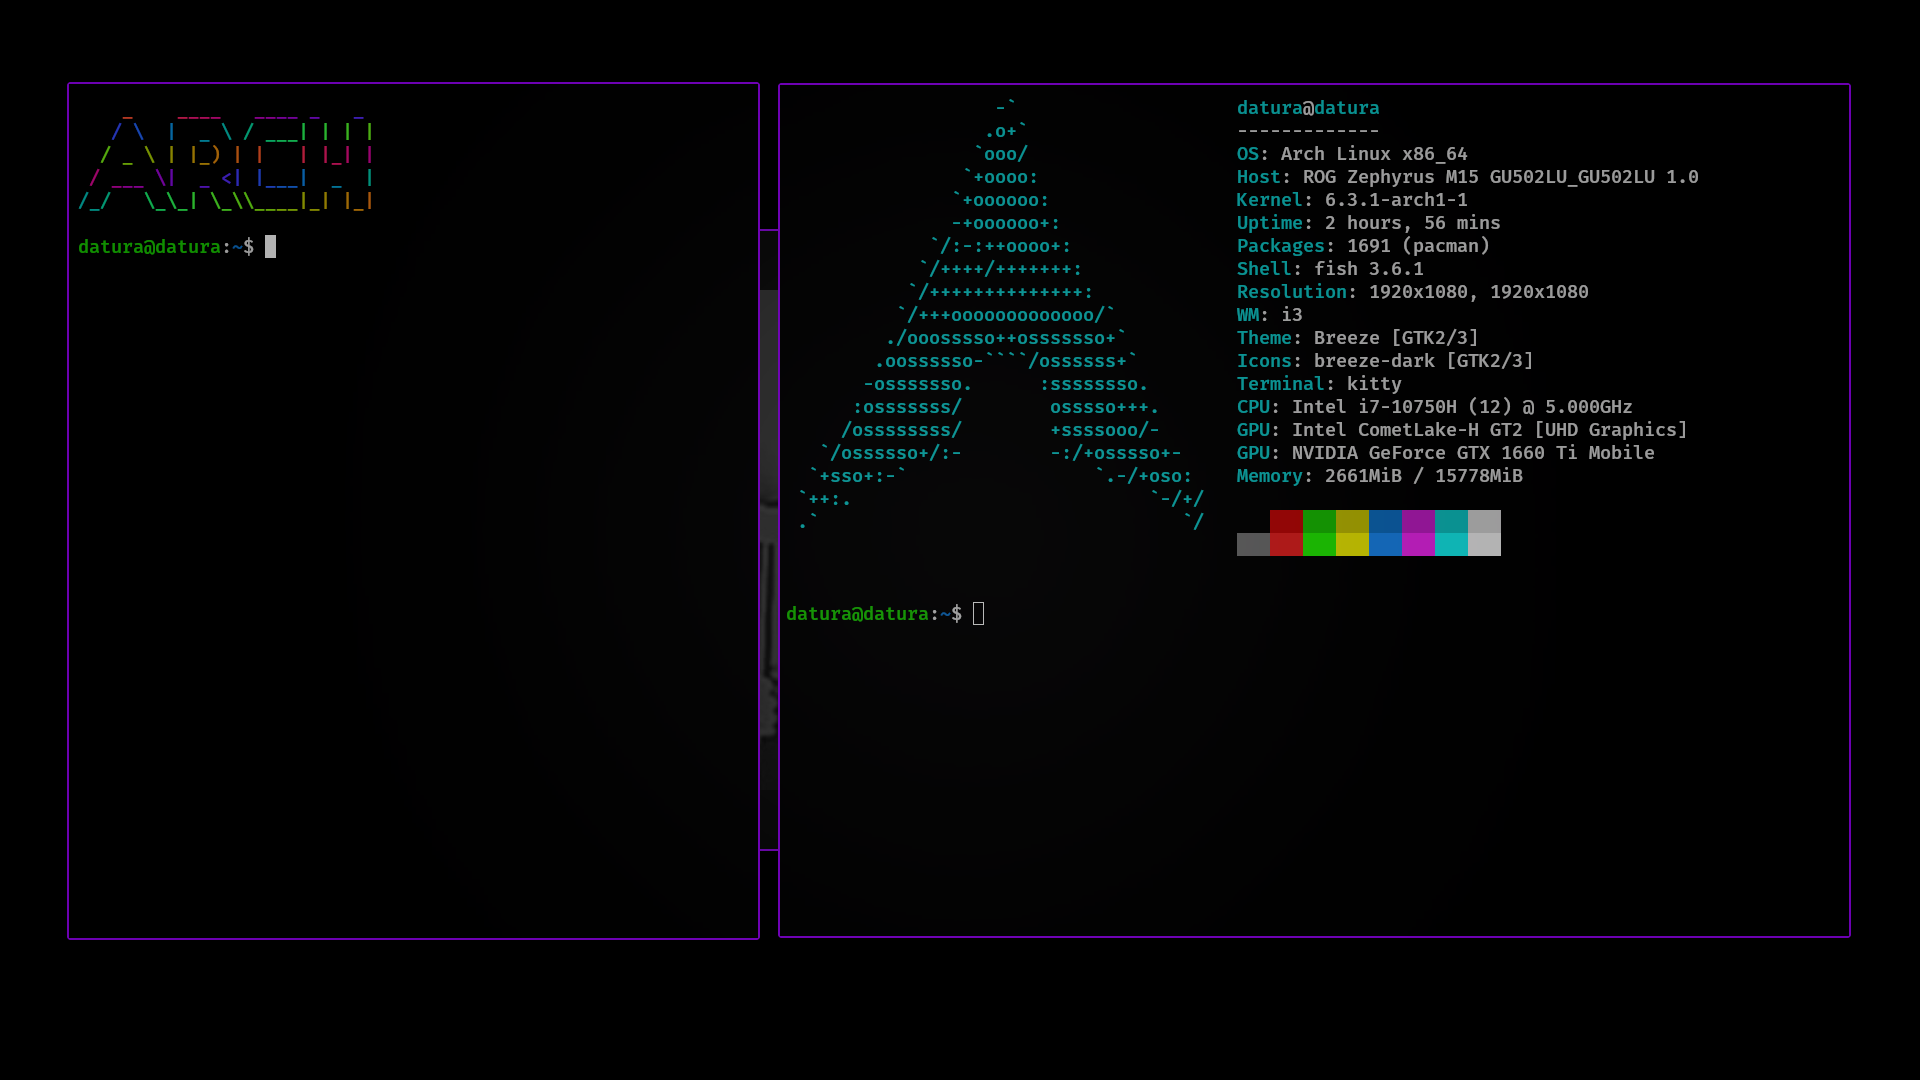 _    ____   ____ _   _
   / \  |  _ \ / ___| | | |
  / _ \ | |_) | |   | |_| |
 / ___ \|  _ <| |___|  _  |
/_/   \_\_| \_\\____|_| |_|
datura@datura:~$
                  -`
                 .o+`
                `ooo/
               `+oooo:
              `+oooooo:
              -+oooooo+:
            `/:-:++oooo+:
           `/++++/+++++++:
          `/++++++++++++++:
         `/+++ooooooooooooo/`
        ./ooosssso++osssssso+`
       .oossssso-````/ossssss+`
      -osssssso.      :ssssssso.
     :osssssss/        osssso+++.
    /ossssssss/        +ssssooo/-
  `/ossssso+/:-        -:/+osssso+-
 `+sso+:-`                 `.-/+oso:
`++:.                           `-/+/
.`                                 `/
datura@datura
-------------
OS: Arch Linux x86_64
Host: ROG Zephyrus M15 GU502LU_GU502LU 1.0
Kernel: 6.3.1-arch1-1
Uptime: 2 hours, 56 mins
Packages: 1691 (pacman)
Shell: fish 3.6.1
Resolution: 1920x1080, 1920x1080
WM: i3
Theme: Breeze [GTK2/3]
Icons: breeze-dark [GTK2/3]
Terminal: kitty
CPU: Intel i7-10750H (12) @ 5.000GHz
GPU: Intel CometLake-H GT2 [UHD Graphics]
GPU: NVIDIA GeForce GTX 1660 Ti Mobile
Memory: 2661MiB / 15778MiB
datura@datura:~$